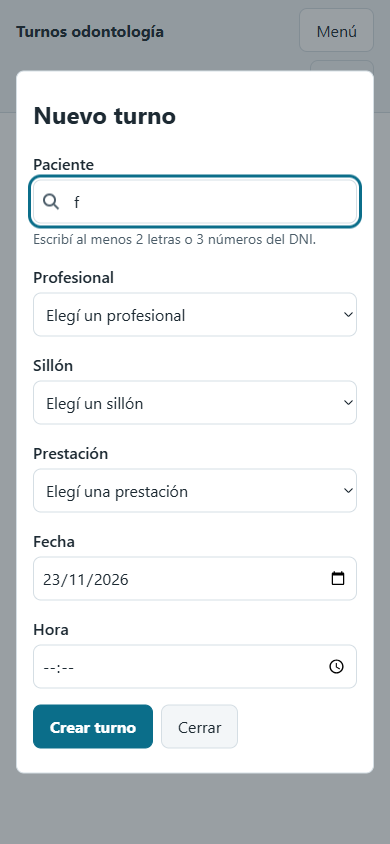 Turnos odontología
Menú
Nuevo turno
Paciente
f
Escribí al menos 2 letras o 3 números del DNI.
Profesional
Elegí un profesional
Sillón
Elegí un sillón
Prestación
Elegí una prestación
Fecha
23/11/2026
Hora
--:--
Crear turno
Cerrar